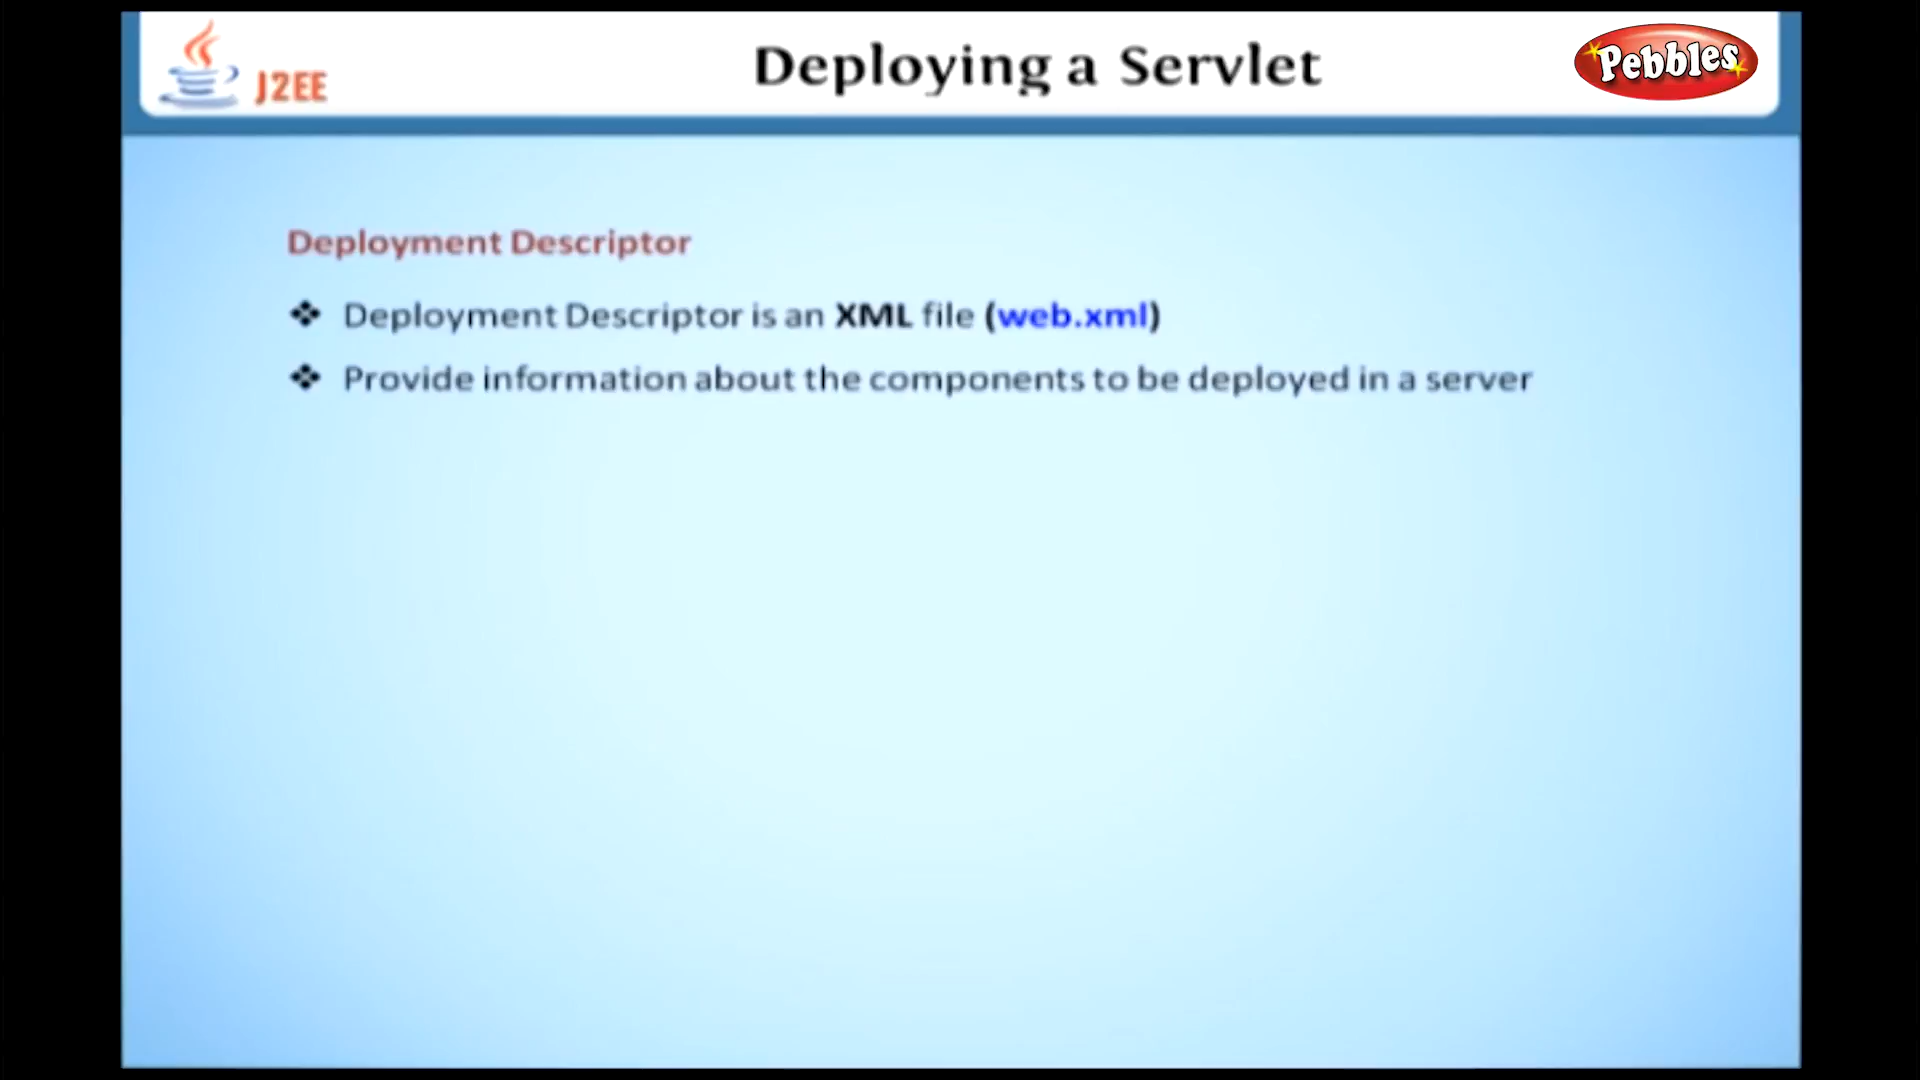 J2EE
Deploying a Servlet
Pebbles
Deployment Descriptor
❖ Deployment Descriptor is an XML file (web.xml)
❖ Provide information about the components to be deployed in a server